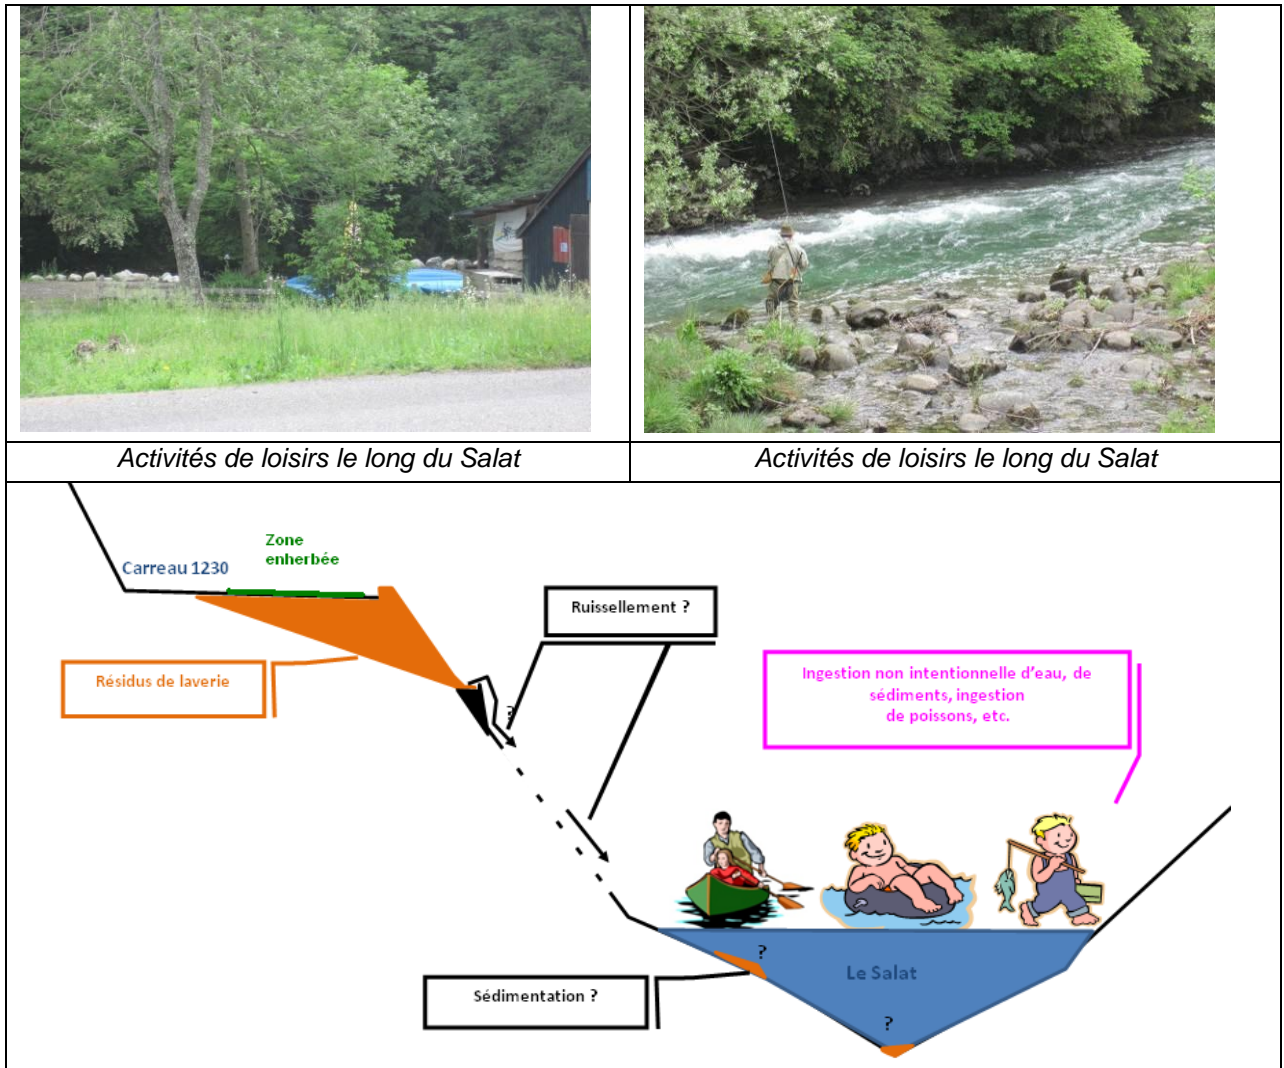 Activités de loisirs le long du Salat
Activités de loisirs le long du Salat
Zone
enherbée
Carreau 1230
Ruissellement ?
Résidus de laverie
Ingestion non intentionnelle d'eau, de
sédiments, ingestion
de poissons, etc.
?
?
Le Salat
Sédimentation ?
?